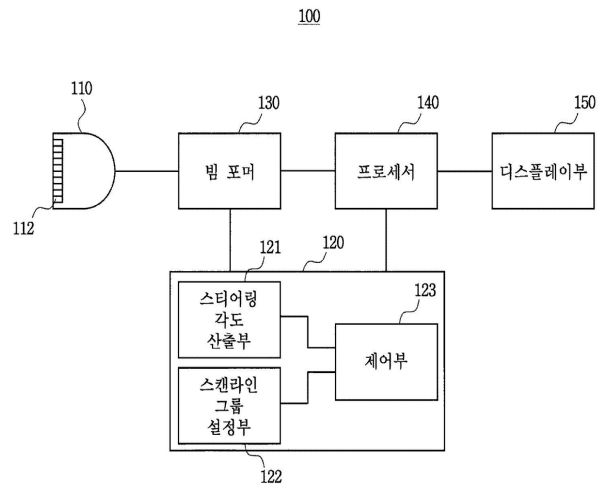 100
110
130
140
150
빔 포머
프로세서
디스플레이부
112
121
120
123
스티어링
각도
산출부
제어부
스캔라인
그룹
설정부
122